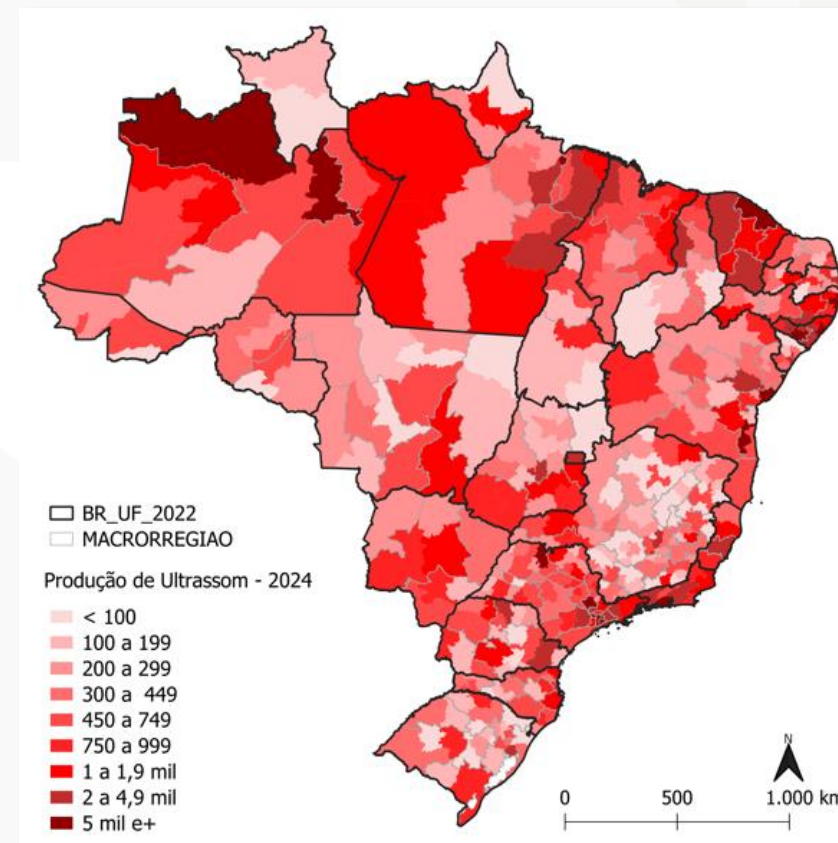 BR_UF_2022
MACRORREGIAO
Produção de Ultrassom - 2024
< 100
100 a 199
200 a 299
300 a 449
450 a 749
750 a 999
1 a 1,9 mil
2 a 4,9 mil
5 mil e+
N
0 500 1.000 km